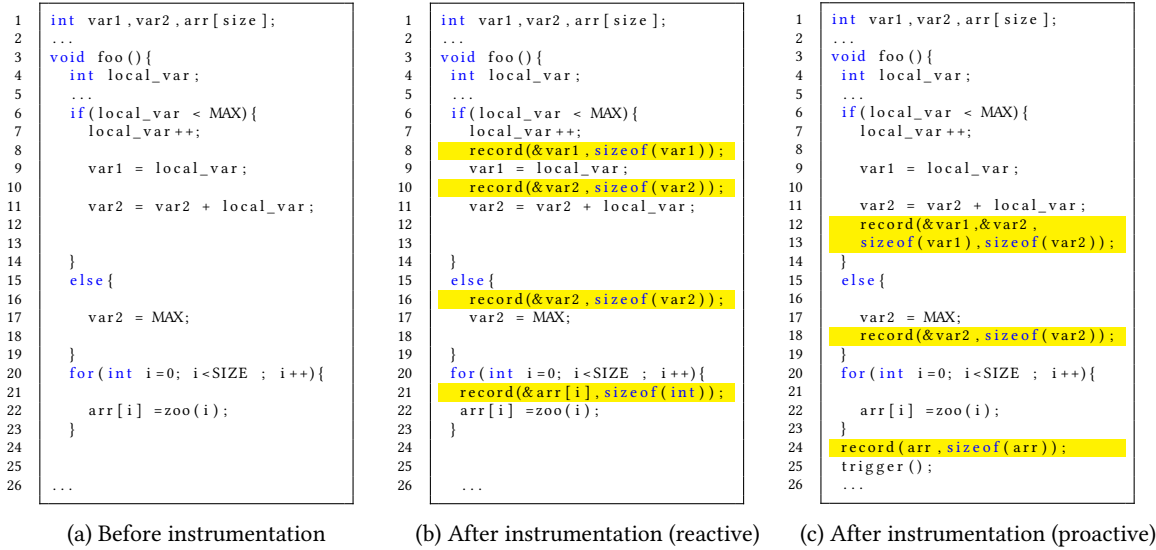 1 int var1,var2,arr[size];
2 ...
3 void foo(){
4 int local_var;
5 ...
6 if(local_var < MAX){
7 local_var++;
8
9 var1 = local_var;
10
11 var2 = var2 + local_var;
12
13
14 }
15 else{
16
17 var2 = MAX;
18
19 }
20 for(int i=0; i<SIZE ; i++){
21
22 arr[i] =zoo(i);
23 }
24
25
26 ...
(a) Before instrumentation
1 int var1,var2,arr[size];
2 ...
3 void foo(){
4 int local_var;
5 ...
6 if(local_var < MAX){
7 local_var++;
8 record(&var1,sizeof(var1));
9 var1 = local_var;
10 record(&var2,sizeof(var2));
11 var2 = var2 + local_var;
12
13
14 }
15 else{
16 record(&var2,sizeof(var2));
17 var2 = MAX;
18
19 }
20 for(int i=0; i<SIZE ; i++){
21 record(&arr[i],sizeof(int));
22 arr[i] =zoo(i);
23 }
24
25
26 ...
(b) After instrumentation (reactive)
1 int var1,var2,arr[size];
2 ...
3 void foo(){
4 int local_var;
5 ...
6 if(local_var < MAX){
7 local_var++;
8
9 var1 = local_var;
10
11 var2 = var2 + local_var;
12 record(&var1,&var2,
13 sizeof(var1),sizeof(var2));
14 }
15 else{
16
17 var2 = MAX;
18 record(&var2,sizeof(var2));
19 }
20 for(int i=0; i<SIZE ; i++){
21
22 arr[i] =zoo(i);
23 }
24 record(arr,sizeof(arr));
25 trigger();
26 ...
(c) After instrumentation (proactive)